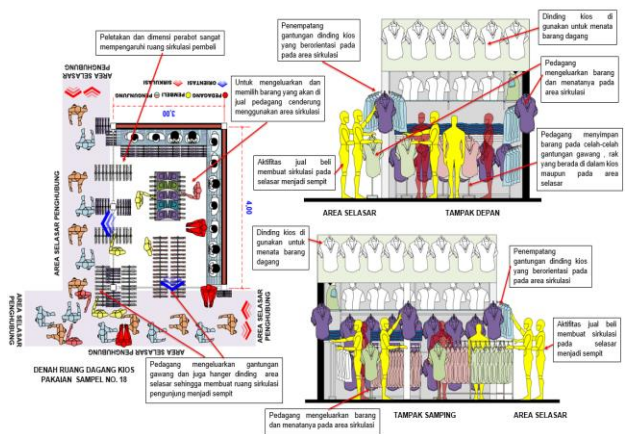 Peletakan dan dimensi perabot sangat
mempengaruhi ruang sirkulasi pembeli
AREA SELASAR
PENGHUBUNG
SIRKULASI
ORIENTASI
PEDAGANG
PEMBELI
PENGUNJUNG
3,00
4,00
Untuk mengeluarkan dan
memilih barang yang akan di
jual pedagang cenderung
menggunakan area sirkulasi
AREA SELASAR PENGHUBUNG
AREA SELASAR
PENGHUBUNG
AREA SELASAR
PENGHUBUNG
AREA SELASAR
PENGHUBUNG
DENAH RUANG DAGANG KIOS
PAKAIAN SAMPEL NO. 18
Pedagang mengeluarkan gantungan
gawang dan juga hanger dinding area
selasar sehingga membuat ruang sirkulasi
pengunjung menjadi sempit
Penempatang
gantungan dinding kios
yang berorientasi pada
pada area sirkulasi
Dinding kios di
gunakan untuk menata
barang dagang
Pedagang
mengeluarkan barang
dan menatanya pada
area sirkulasi
Pedagang menyimpan
barang pada celah-celah
gantungan gawang , rak
yang berada di dalam kios
maupun pada area
selasar
Aktifitas jual beli
membuat sirkulasi pada
selasar menjadi sempit
AREA SELASAR
TAMPAK DEPAN
Dinding kios di
gunakan untuk menata
barang dagang
Penempatang
gantungan dinding kios
yang berorientasi pada
pada area sirkulasi
Aktifitas jual beli
membuat sirkulasi
pada selasar
menjadi sempit
Pedagang mengeluarkan barang
dan menatanya pada area sirkulasi
TAMPAK SAMPING
AREA SELASAR